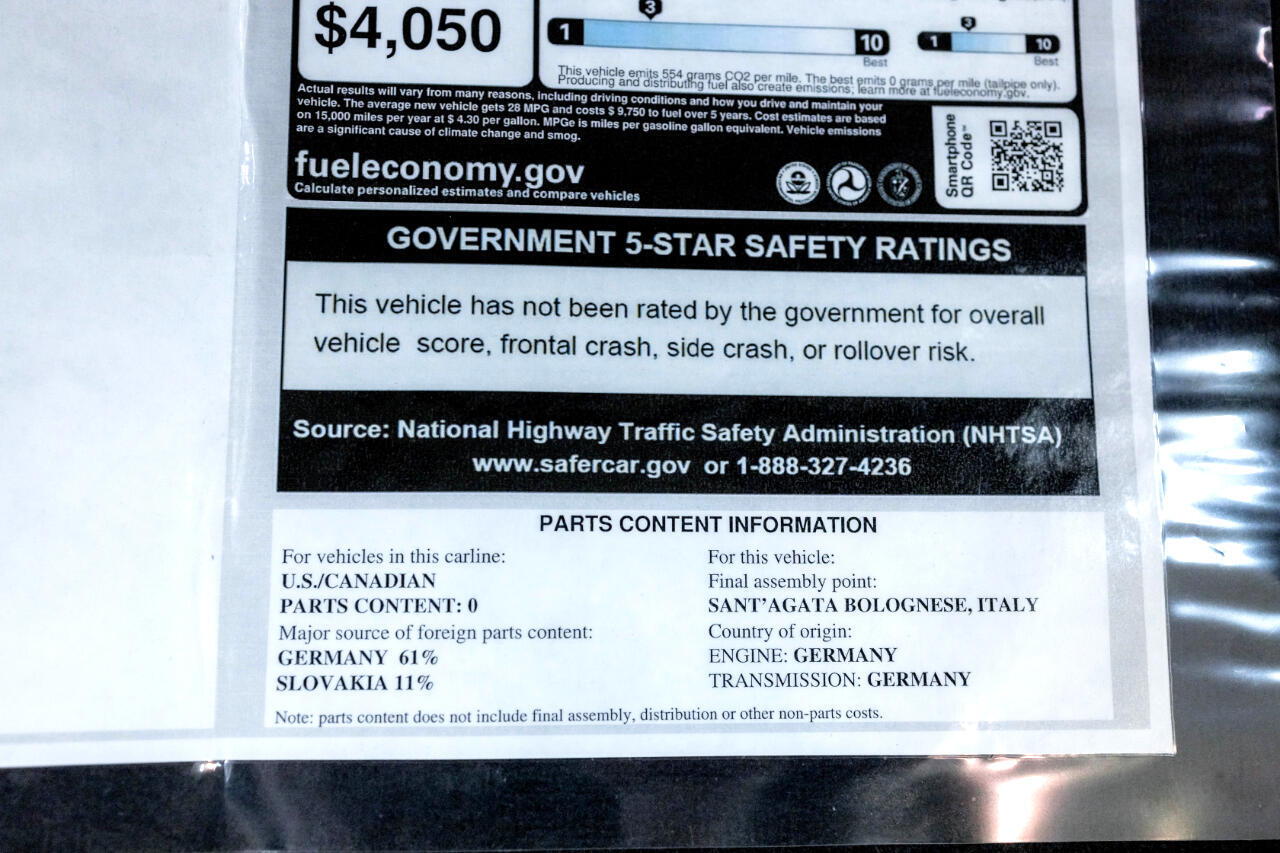 $4,050
3
1
10
Best
3
1
10
Best
This vehicle emits 554 grams CO2 per mile. The best emits 0 grams per mile (tailpipe only).
Producing and distributing fuel also create emissions; learn more at fueleconomy.gov.
Actual results will vary from many reasons, including driving conditions and how you drive and maintain your
vehicle. The average new vehicle gets 28 MPG and costs $ 9,750 to fuel over 5 years. Cost estimates are based
on 15,000 miles per year at $ 4.30 per gallon. MPGe is miles per gasoline gallon equivalent. Vehicle emissions
are a significant cause of climate change and smog.
fueleconomy.gov
Calculate personalized estimates and compare vehicles
Smartphone
QR Code™
GOVERNMENT 5-STAR SAFETY RATINGS
This vehicle has not been rated by the government for overall
vehicle score, frontal crash, side crash, or rollover risk.
Source: National Highway Traffic Safety Administration (NHTSA)
www.safercar.gov or 1-888-327-4236
PARTS CONTENT INFORMATION
For vehicles in this carline:
U.S./CANADIAN
PARTS CONTENT: 0
Major source of foreign parts content:
GERMANY 61%
SLOVAKIA 11%
For this vehicle:
Final assembly point:
SANT'AGATA BOLOGNESE, ITALY
Country of origin:
ENGINE: GERMANY
TRANSMISSION: GERMANY
Note: parts content does not include final assembly, distribution or other non-parts costs.